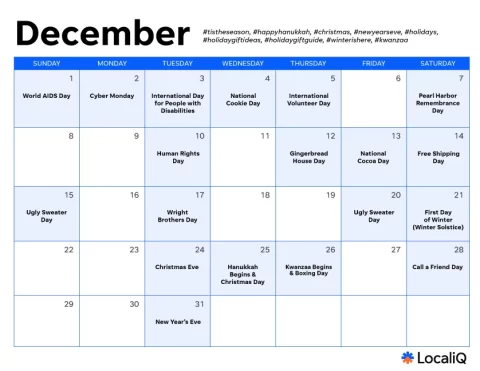 December
#tistheseason, #happyhanukkah, #christmas, #newyearseve, #holidays,
#holidaygiftideas, #holidaygiftguide, #winterishere, #kwanzaa
SUNDAY MONDAY TUESDAY WEDNESDAY THURSDAY FRIDAY SATURDAY
1 2 3 4 5 6 7
World AIDS Day
Cyber Monday
International Day
for People with
Disabilities
National
Cookie Day
International
Volunteer Day
Pearl Harbor
Remembrance
Day
8 9 10 11 12 13 14
Human Rights
Day
Gingerbread
House Day
National
Cocoa Day
Free Shipping
Day
15 16 17 18 19 20 21
Ugly Sweater
Day
Wright
Brothers Day
Ugly Sweater
Day
First Day
of Winter
(Winter Solstice)
22 23 24 25 26 27 28
Christmas Eve
Hanukkah
Begins &
Christmas Day
Kwanzaa Begins
& Boxing Day
Call a Friend Day
29 30 31
New Year's Eve
LocaliQ